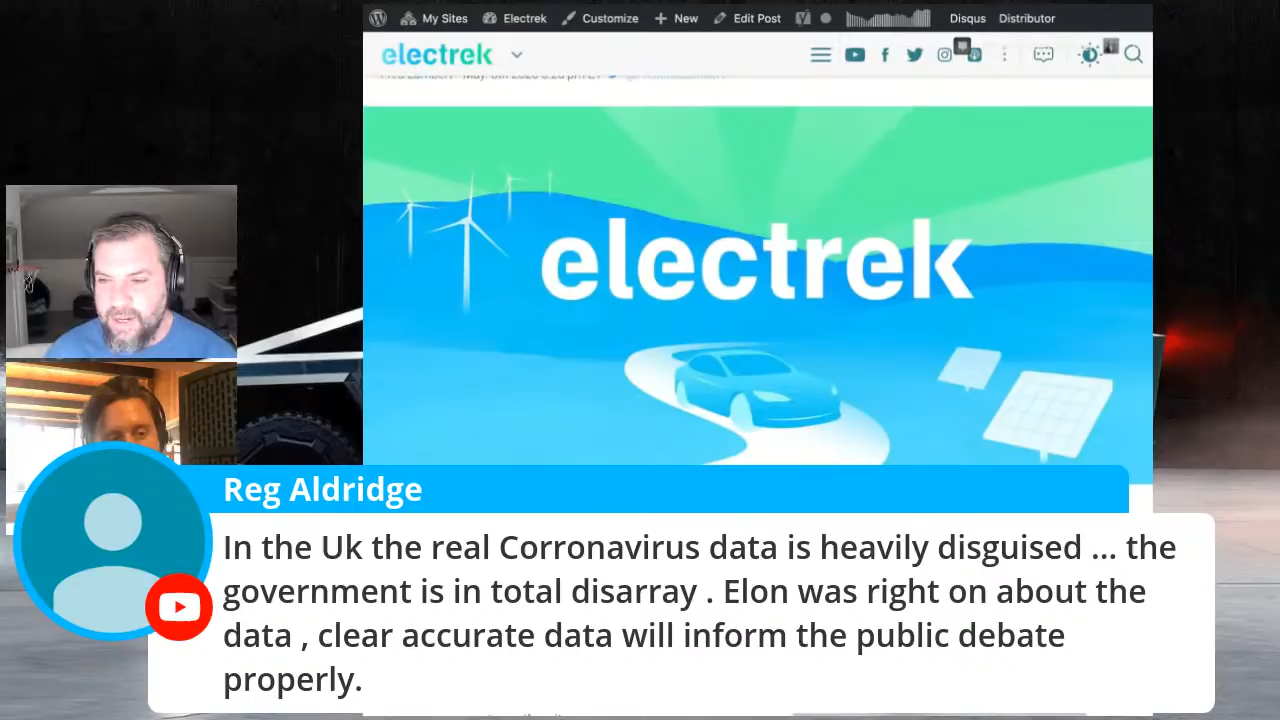 My Sites Electrek Customize New Edit Post Disqus Distributor
electrek
electrek
Reg Aldridge
In the Uk the real Corronavirus data is heavily disguised ... the
government is in total disarray . Elon was right on about the
data , clear accurate data will inform the public debate
properly.